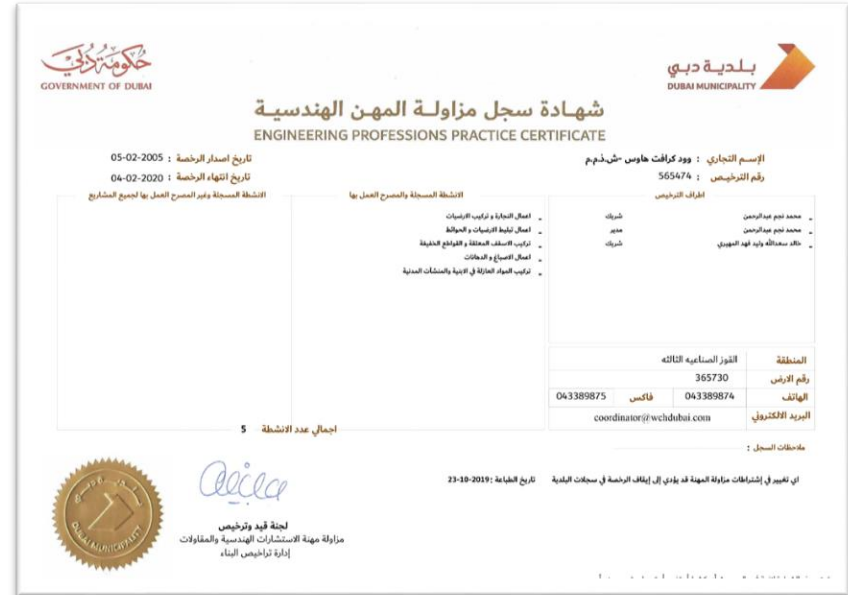 حكومة دبي
GOVERNMENT OF DUBAI
بلدية دبي
DUBAI MUNICIPALITY
شهادة سجل مزاولة المهن الهندسية
ENGINEERING PROFESSIONS PRACTICE CERTIFICATE
الإسم التجاري : وود كرافت هاوس -ش.ذ.م.م
تاريخ اصدار الرخصة : 05-02-2005
رقم الترخيص : 565474
تاريخ انتهاء الرخصة : 04-02-2020
اطراف الترخيص
محمد نجم عبدالرحمن شريك
محمد نجم عبدالرحمن مدير
خالد سعدالله وليد فهد المهيري شريك
الانشطة المسجلة والمصرح العمل بها
اعمال النجارة و تركيب الارضيات
اعمال تبليط الارضيات و الحوائط
تركيب الاسقف المعلقة و القواطع الخفيفة
اعمال الاصباغ و الدهانات
تركيب المواد العازلة في الابنية والمنشآت المدنية
الانشطة المسجلة وغير المصرح العمل بها لجميع المشاريع
المنطقة القوز الصناعيه الثالثه
رقم الارض 365730
الهاتف 043389874 فاكس 043389875
البريد الالكتروني coordinator@wchdubai.com
اجمالي عدد الانشطة 5
ملاحظات السجل :
اي تغيير في إشتراطات مزاولة المهنة قد يؤدي إلى إيقاف الرخصة في سجلات البلدية تاريخ الطباعة :2019-10-23
لجنة قيد وترخيص
مزاولة مهنة الاستشارات الهندسية والمقاولات
إدارة تراخيص البناء
بلدية دبي
DUBAI MUNICIPALITY